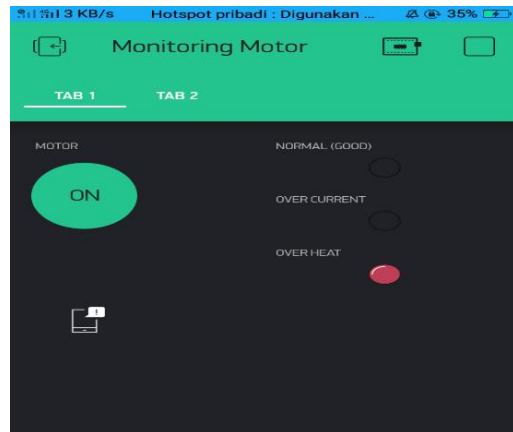 3 KB/s Hotspot pribadi : Digunakan ... 35%
Monitoring Motor
TAB 1 TAB 2
MOTOR
ON
NORMAL (GOOD)
OVER CURRENT
OVER HEAT